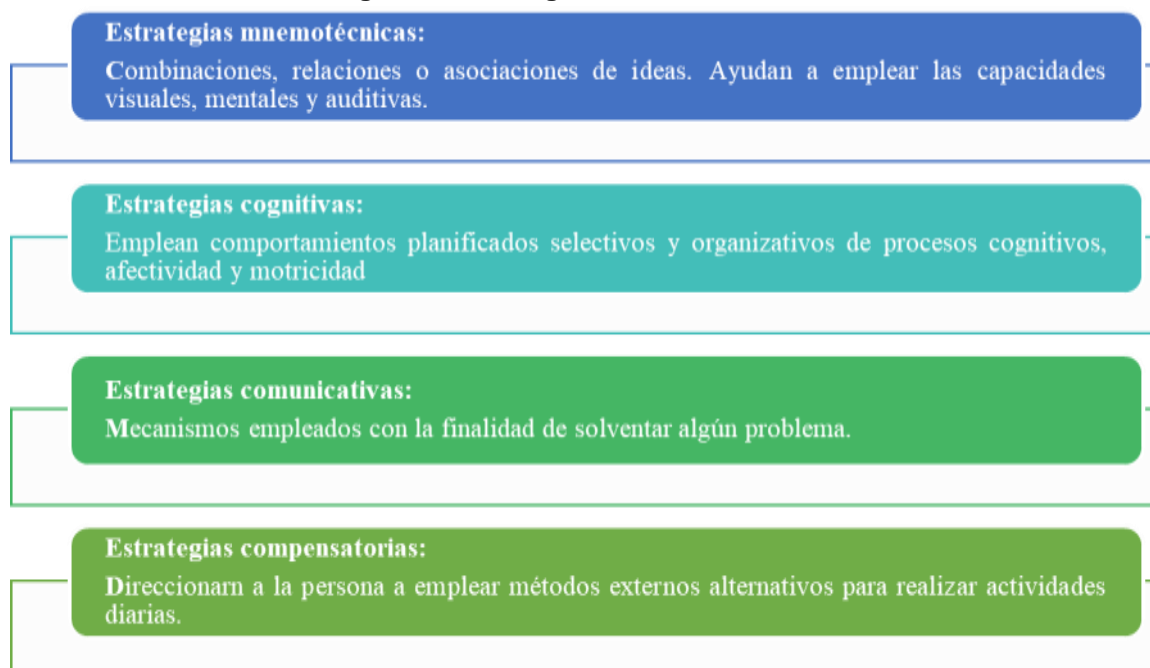 Estrategias mnemotécnicas:
Combinaciones, relaciones o asociaciones de ideas. Ayudan a emplear las capacidades
visuales, mentales y auditivas.
Estrategias cognitivas:
Emplean comportamientos planificados selectivos y organizativos de procesos cognitivos,
afectividad y motricidad
Estrategias comunicativas:
Mecanismos empleados con la finalidad de solventar algún problema.
Estrategias compensatorias:
Direccionarn a la persona a emplear métodos externos alternativos para realizar actividades
diarias.